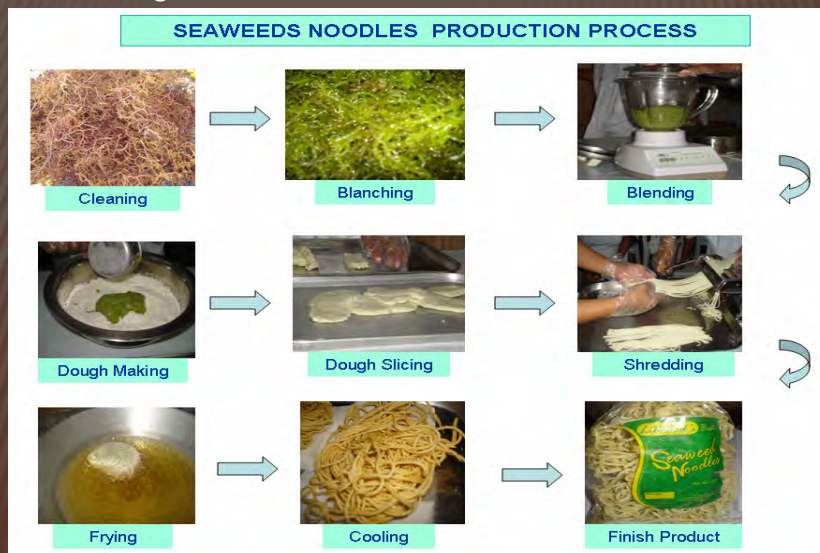 SEAWEEDS NOODLES PRODUCTION PROCESS
Cleaning
Blanching
Blending
Dough Making
Dough Slicing
Shredding
Frying
Cooling
Seaweed
Noodles
Finish Product